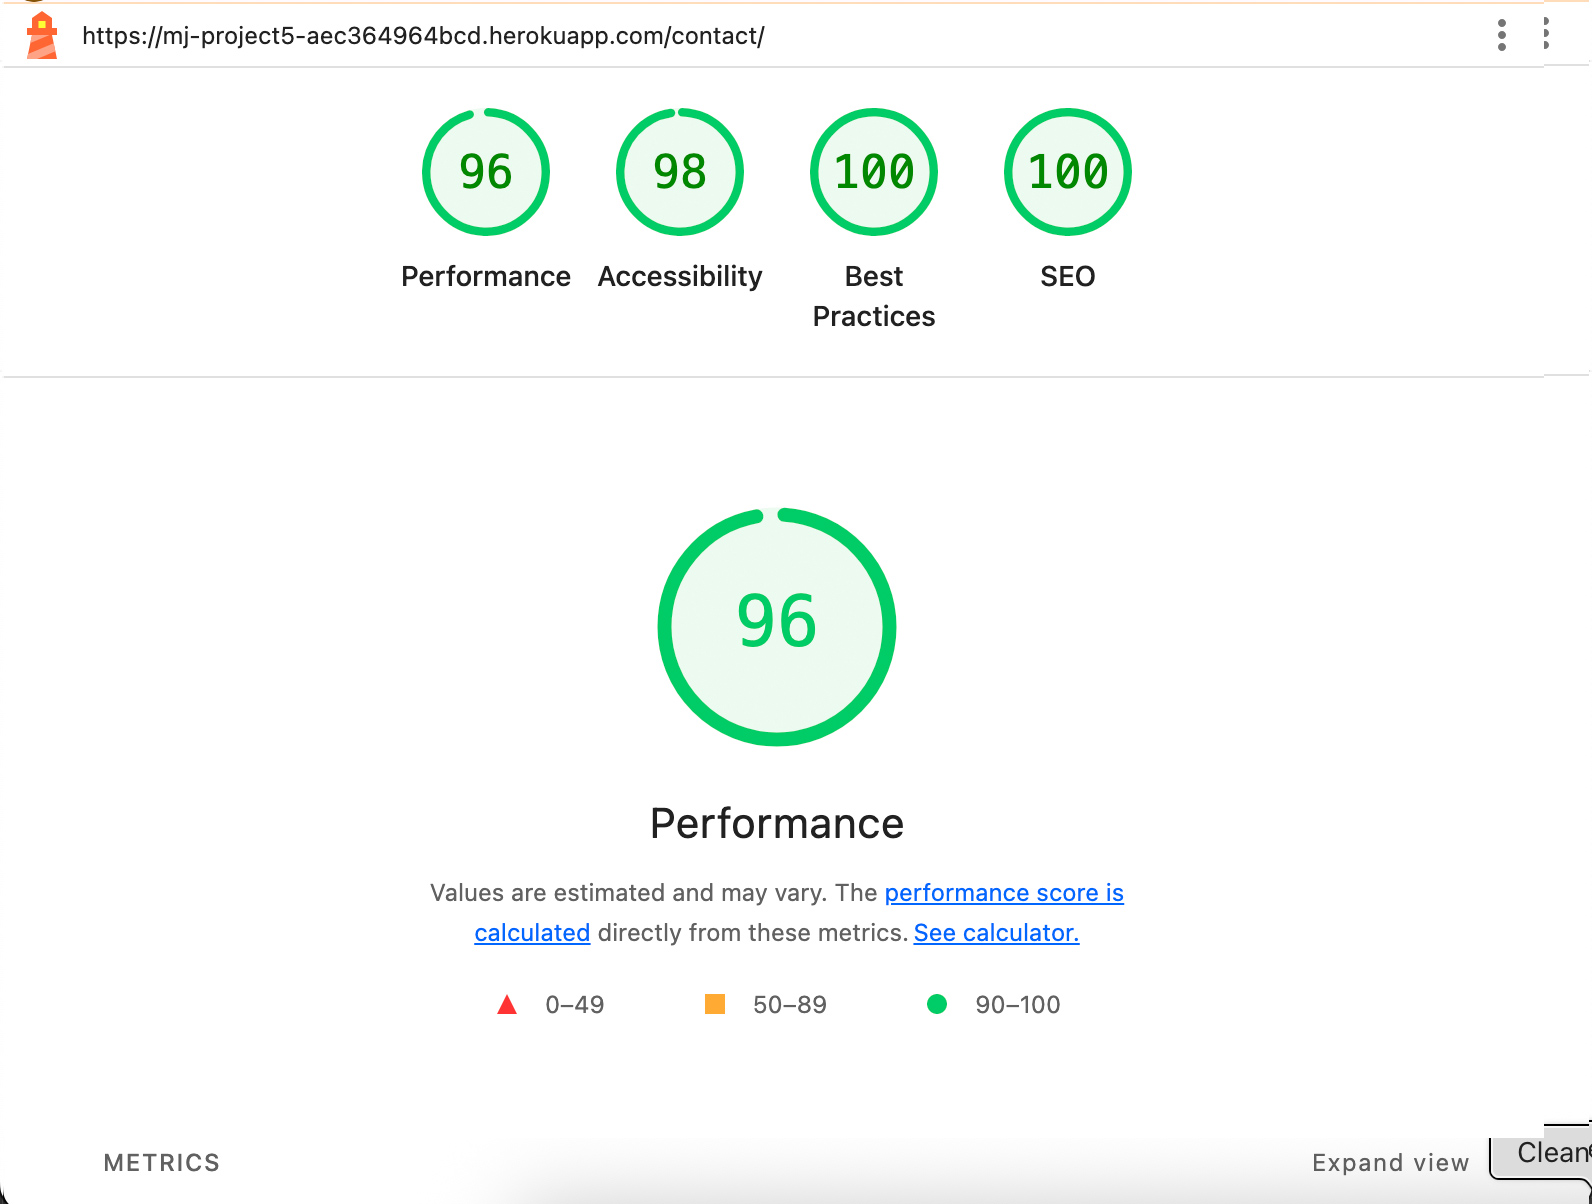 https://mj-project5-aec364964bcd.herokuapp.com/contact/
96 98 100 100
Performance Accessibility Best Practices SEO
96
Performance
Values are estimated and may vary. The performance score is
calculated directly from these metrics. See calculator.
0–49 50–89 90–100
METRICS Expand view Clean